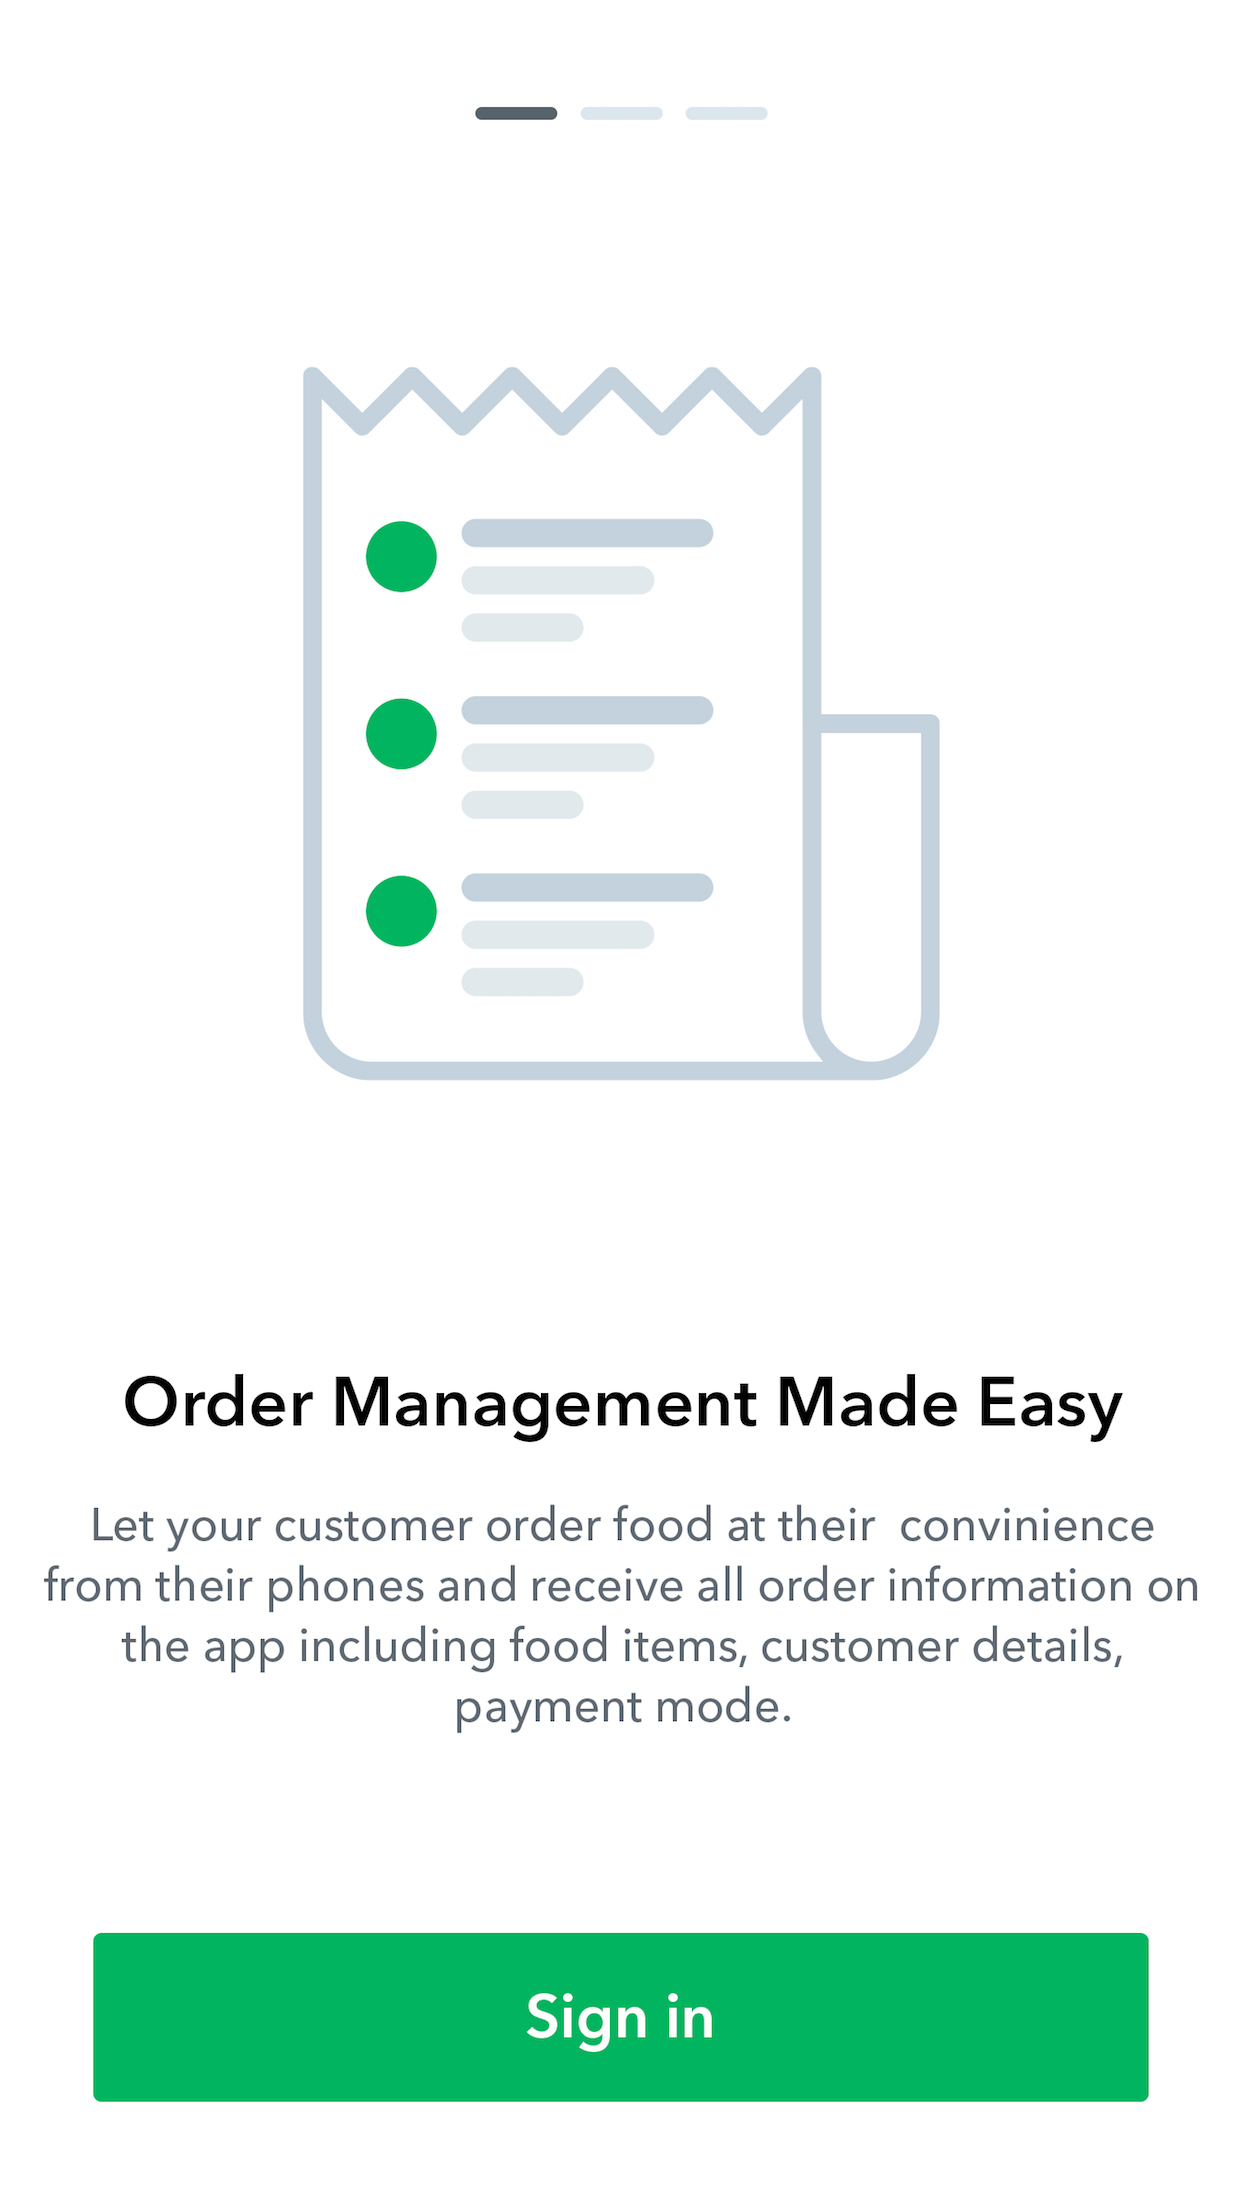 Order Management Made Easy
Let your customer order food at their  convinience
from their phones and receive all order information on
the app including food items, customer details,
payment mode.
Sign in